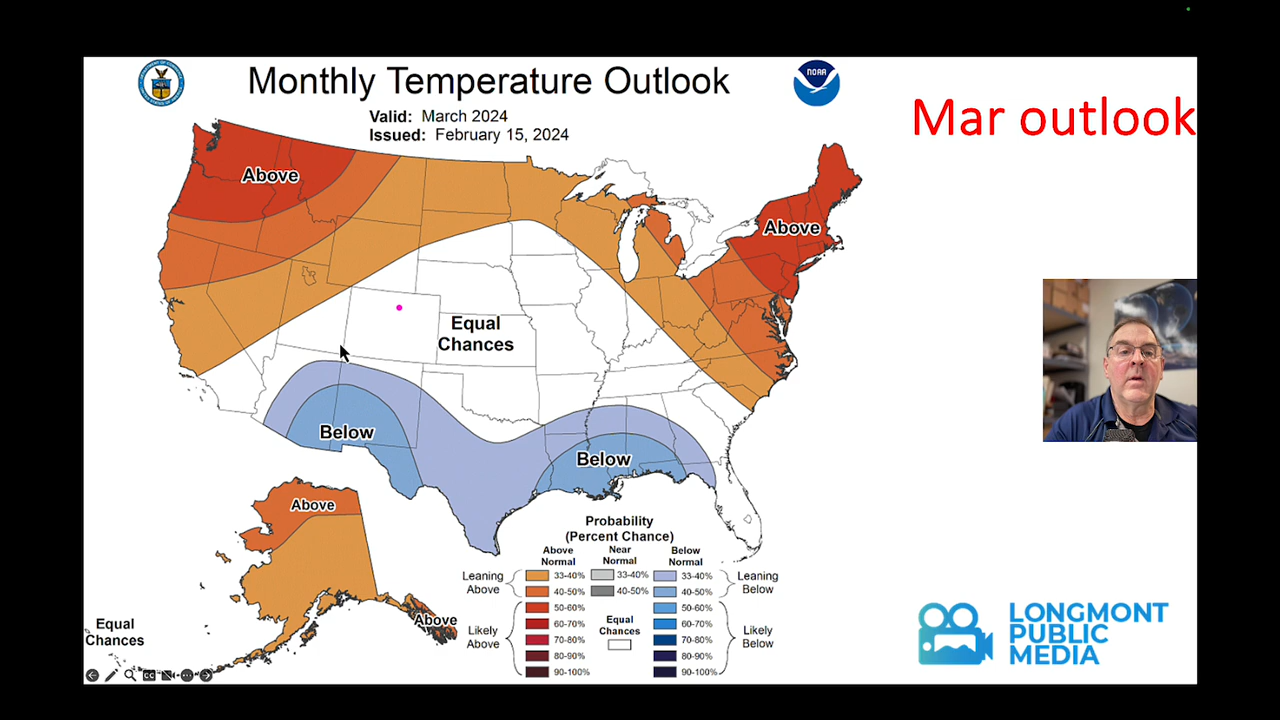 Monthly Temperature Outlook
NOAA
Valid: March 2024
Issued: February 15, 2024
Mar outlook
Above
Above
Equal
Chances
Below
Below
Above
Above
Equal
Chances
Probability
(Percent Chance)
Above
Normal
Near
Normal
Below
Normal
Leaning
Above
33-40%
33-40%
33-40%
Leaning
Below
40-50%
40-50%
40-50%
50-60%
50-60%
Likely
Above
60-70%
Equal
Chances
60-70%
Likely
Below
70-80%
70-80%
80-90%
80-90%
90-100%
90-100%
CC
LONGMONT
PUBLIC
MEDIA